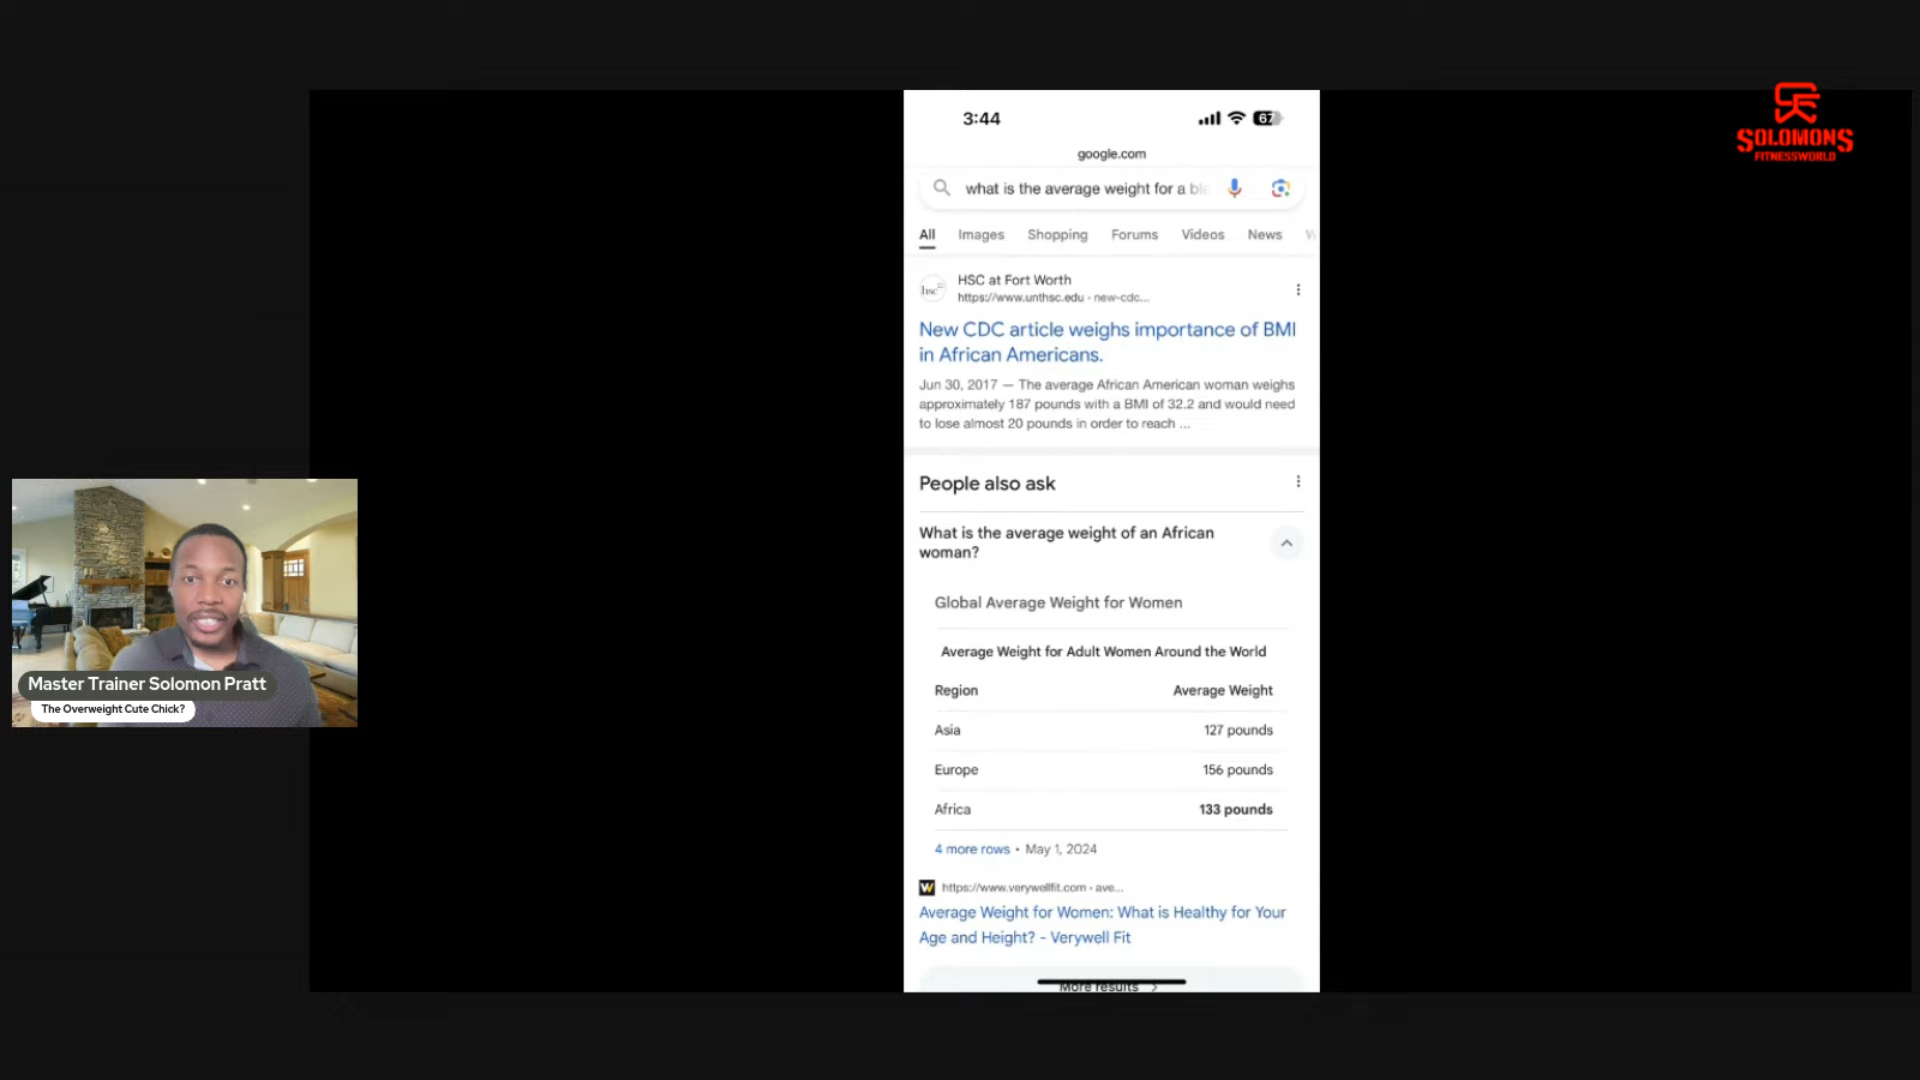 3:44
67
google.com
what is the average weight for a bla
All Images Shopping Forums Videos News
HSC at Fort Worth
hsc
https://www.unthsc.edu › new-cdc...
New CDC article weighs importance of BMI
in African Americans.
Jun 30, 2017 — The average African American woman weighs
approximately 187 pounds with a BMI of 32.2 and would need
to lose almost 20 pounds in order to reach ...
People also ask
What is the average weight of an African
woman?
Global Average Weight for Women
Average Weight for Adult Women Around the World
Region Average Weight
Asia 127 pounds
Europe 156 pounds
Africa 133 pounds
4 more rows • May 1, 2024
https://www.verywellfit.com › ave...
Average Weight for Women: What is Healthy for Your
Age and Height? - Verywell Fit
More results
SOLOMONS
FITNESSWORLD
Master Trainer Solomon Pratt
The Overweight Cute Chick?